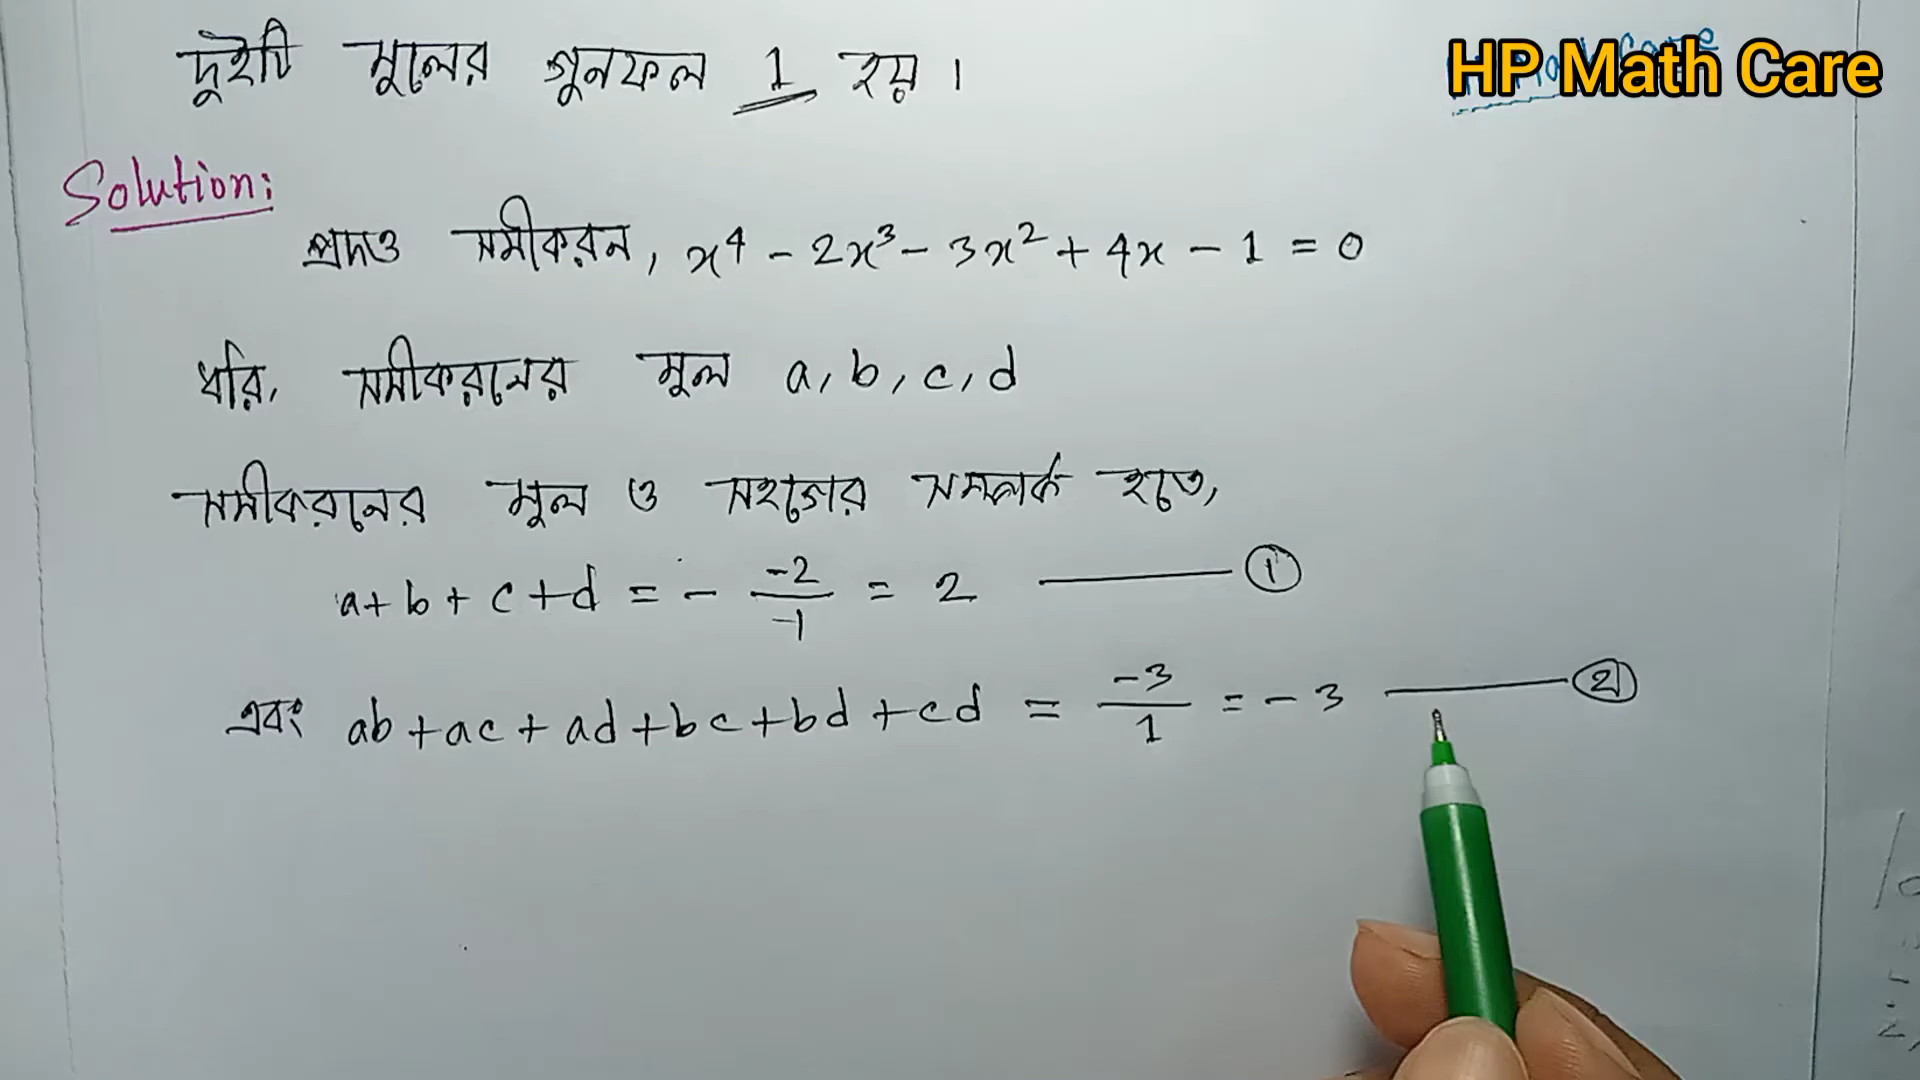 দুইটি মূলের গুনফল 1 হয়।
HP Math Care
Solution:
প্রদত্ত সমীকরন, x⁴ - 2x³ - 3x² + 4x - 1 = 0
ধরি, সমীকরনের মূল a, b, c, d
সমীকরনের মূল ও সহগের সম্পর্ক হতে,
a + b + c + d = - -2/-1 = 2 ——— ①
এবং ab + ac + ad + bc + bd + cd = -3/1 = -3 ——— ②